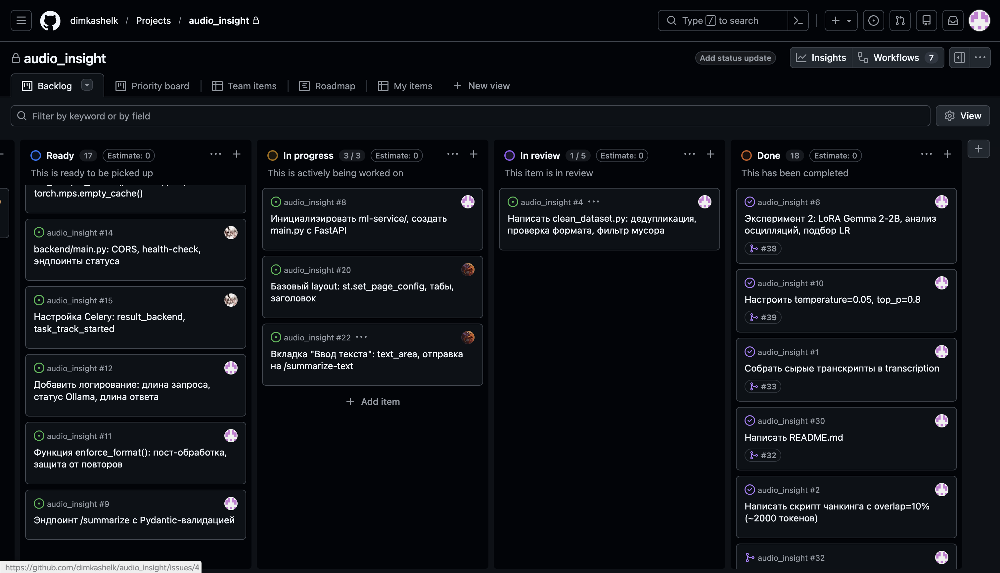 dimkashelk / Projects / audio_insight
Type / to search
audio_insight
Add status update
Insights
Workflows 7
Backlog
Priority board
Team items
Roadmap
My items
New view
Filter by keyword or by field
View
Ready 17 Estimate: 0
This is ready to be picked up
torch.mps.empty_cache()
audio_insight #14
backend/main.py: CORS, health-check,
эндпоинты статуса
audio_insight #15
Настройка Celery: result_backend,
task_track_started
audio_insight #12
Добавить логирование: длина запроса,
статус Ollama, длина ответа
audio_insight #11
Функция enforce_format(): пост-обработка,
защита от повторов
audio_insight #9
Эндпоинт /summarize с Pydantic-валидацией
In progress 3 / 3 Estimate: 0
This is actively being worked on
audio_insight #8
Инициализировать ml-service/, создать
main.py с FastAPI
audio_insight #20
Базовый layout: st.set_page_config, табы,
заголовок
audio_insight #22
Вкладка "Ввод текста": text_area, отправка
на /summarize-text
Add item
In review 1 / 5 Estimate: 0
This item is in review
audio_insight #4
Написать clean_dataset.py: дедупликация,
проверка формата, фильтр мусора
Done 18 Estimate: 0
This has been completed
audio_insight #6
Эксперимент 2: LoRA Gemma 2-2B, анализ
осцилляций, подбор LR
#38
audio_insight #10
Настроить temperature=0.05, top_p=0.8
#39
audio_insight #1
Собрать сырые транскрипты в transcription
#33
audio_insight #30
Написать README.md
#32
audio_insight #2
Написать скрипт чанкинга с overlap=10%
(~2000 токенов)
audio_insight #32
https://github.com/dimkashelk/audio_insight/issues/4